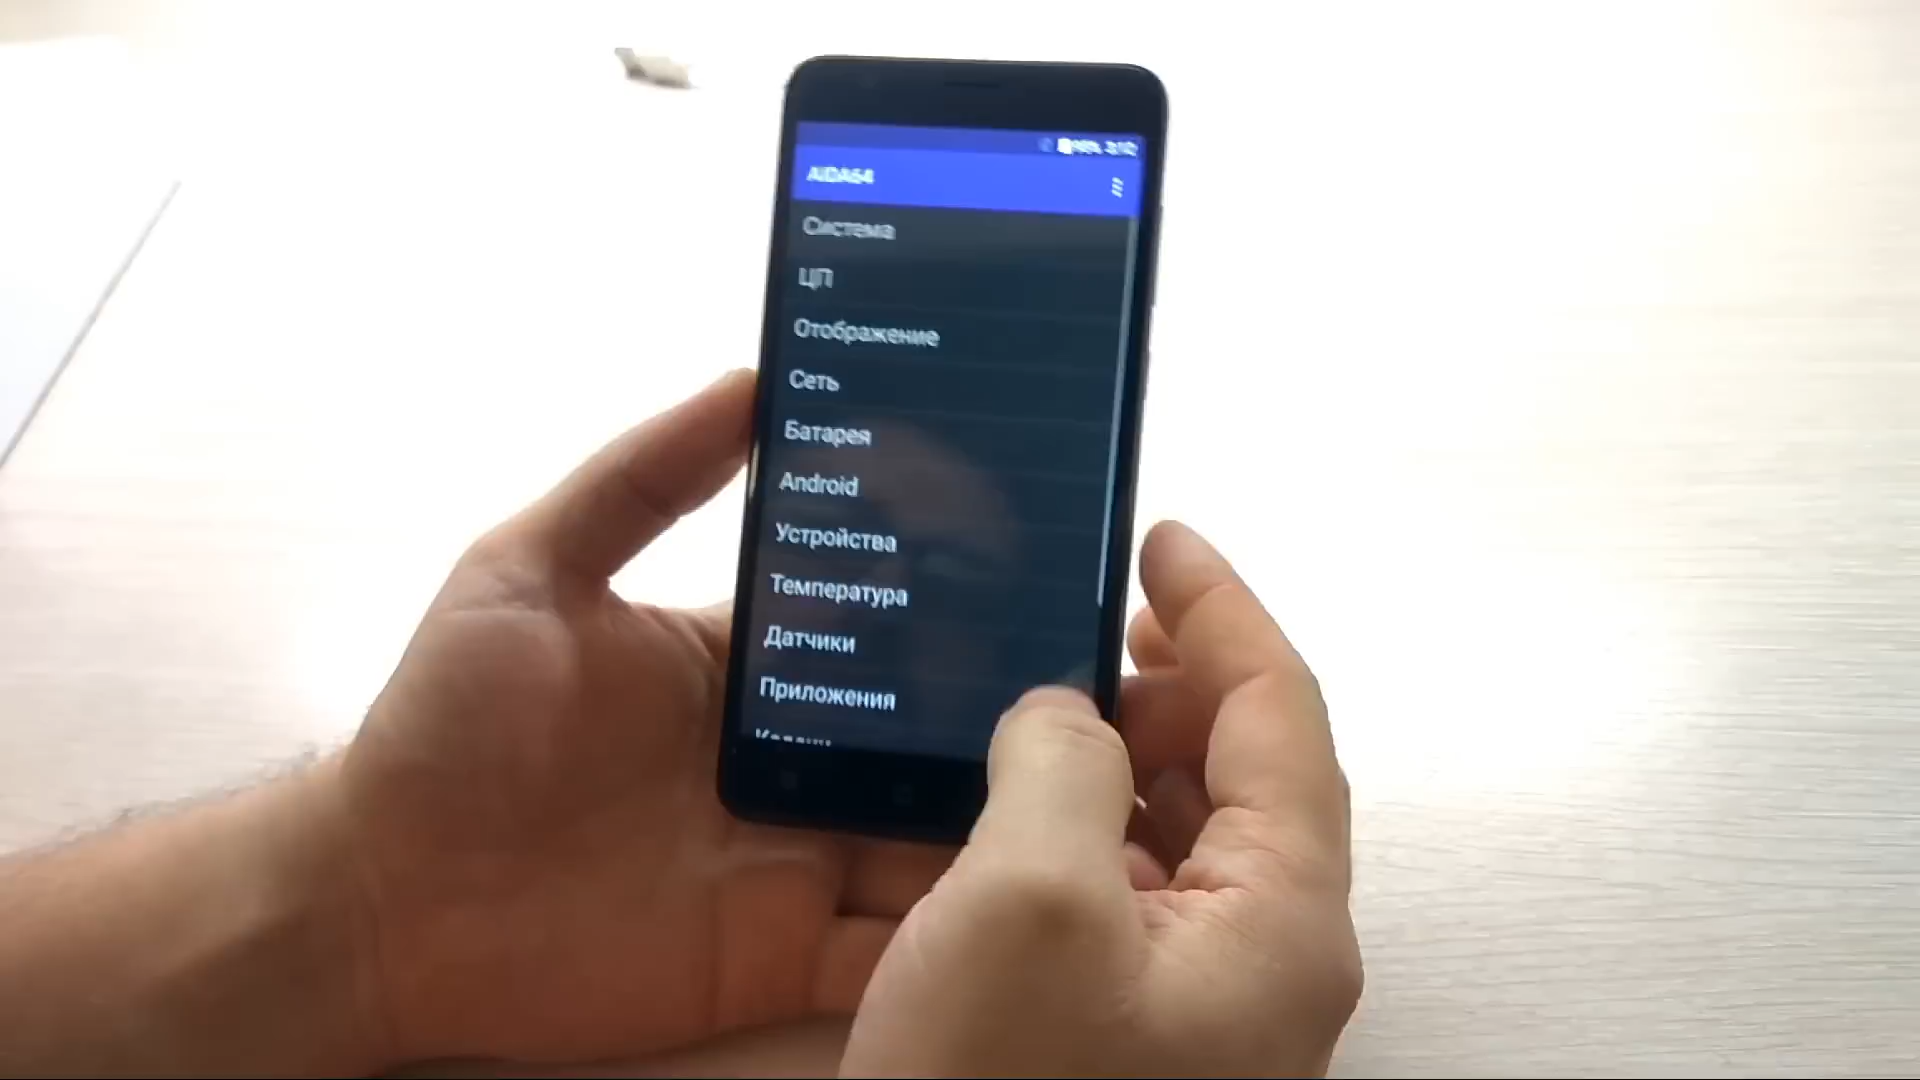 AIDA64
Система
ЦП
Отображение
Сеть
Батарея
Android
Устройства
Температура
Датчики
Приложения